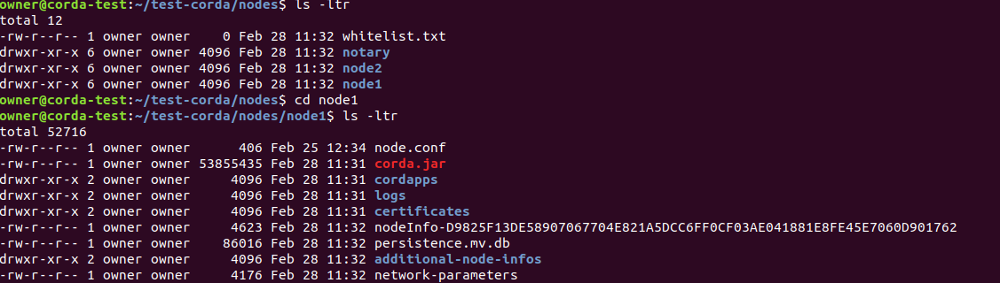 owner@corda-test:~/test-corda/nodes$ ls -ltr
total 12
-rw-r--r-- 1 owner owner    0 Feb 28 11:32 whitelist.txt
drwxr-xr-x 6 owner owner 4096 Feb 28 11:32 notary
drwxr-xr-x 6 owner owner 4096 Feb 28 11:32 node2
drwxr-xr-x 6 owner owner 4096 Feb 28 11:32 node1
owner@corda-test:~/test-corda/nodes$ cd node1
owner@corda-test:~/test-corda/nodes/node1$ ls -ltr
total 52716
-rw-r--r-- 1 owner owner      406 Feb 25 12:34 node.conf
-rw-r--r-- 1 owner owner 53855435 Feb 28 11:31 corda.jar
drwxr-xr-x 2 owner owner     4096 Feb 28 11:31 cordapps
drwxr-xr-x 2 owner owner     4096 Feb 28 11:31 logs
drwxr-xr-x 2 owner owner     4096 Feb 28 11:31 certificates
-rw-r--r-- 1 owner owner     4623 Feb 28 11:32 nodeInfo-D9825F13DE58907067704E821A5DCC6FF0CF03AE041881E8FE45E7060D901762
-rw-r--r-- 1 owner owner    86016 Feb 28 11:32 persistence.mv.db
drwxr-xr-x 2 owner owner     4096 Feb 28 11:32 additional-node-infos
-rw-r--r-- 1 owner owner     4176 Feb 28 11:32 network-parameters